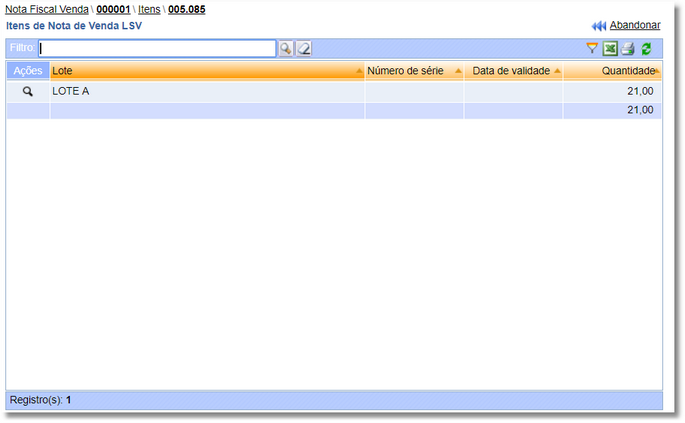 Nota Fiscal Venda \ 000001 \ Itens \ 005.085
Itens de Nota de Venda LSV
Abandonar
Filtro:
Ações Lote Número de série Data de validade Quantidade
LOTE A 21,00
21,00
Registro(s): 1